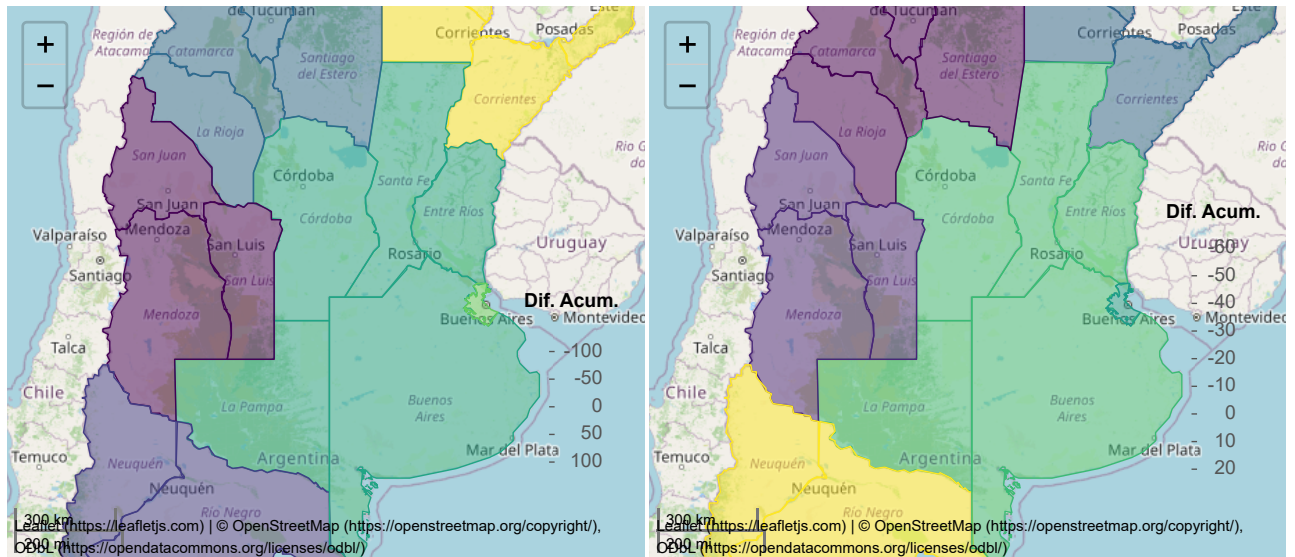 de Tucumán
Este
Región de
Atacama
Catamarca
Corrientes
Posadas
Santiago
del Estero
Corrientes
La Rioja
San Juan
Córdoba
Santa Fe
San Juan
Córdoba
Entre Ríos
Mendoza
Valparaíso
San Luis
Rosario
Uruguay
Santiago
San Luis
Dif. Acum.
Mendoza
Buenos Aires
Montevideo
Talca
- -100
- -50
- 0
- 50
- 100
Chile
La Pampa
Buenos
Aires
Mar del Plata
Temuco
Neuquén
Argentina
Neuquén
Río Negro
300 km
200 mi
Leaflet (https://leafletjs.com) | © OpenStreetMap (https://openstreetmap.org/copyright/),
ODbL (https://opendatacommons.org/licenses/odbl/)
de Tucumán
Este
Región de
Atacama
Catamarca
Corrientes
Posadas
Santiago
del Estero
Corrientes
La Rioja
San Juan
Córdoba
Santa Fe
San Juan
Córdoba
Entre Ríos
Dif. Acum.
Mendoza
Valparaíso
San Luis
Rosario
Uruguay
Santiago
San Luis
- -60
- -50
- -40
- -30
- -20
- -10
- 0
- 10
- 20
Mendoza
Buenos Aires
Montevidec
Talca
Chile
La Pampa
Buenos
Aires
Mar del Plata
Temuco
Neuquén
Argentina
Neuquén
Río Negro
300 km
200 mi
Leaflet (https://leafletjs.com) | © OpenStreetMap (https://openstreetmap.org/copyright/),
ODbL (https://opendatacommons.org/licenses/odbl/)